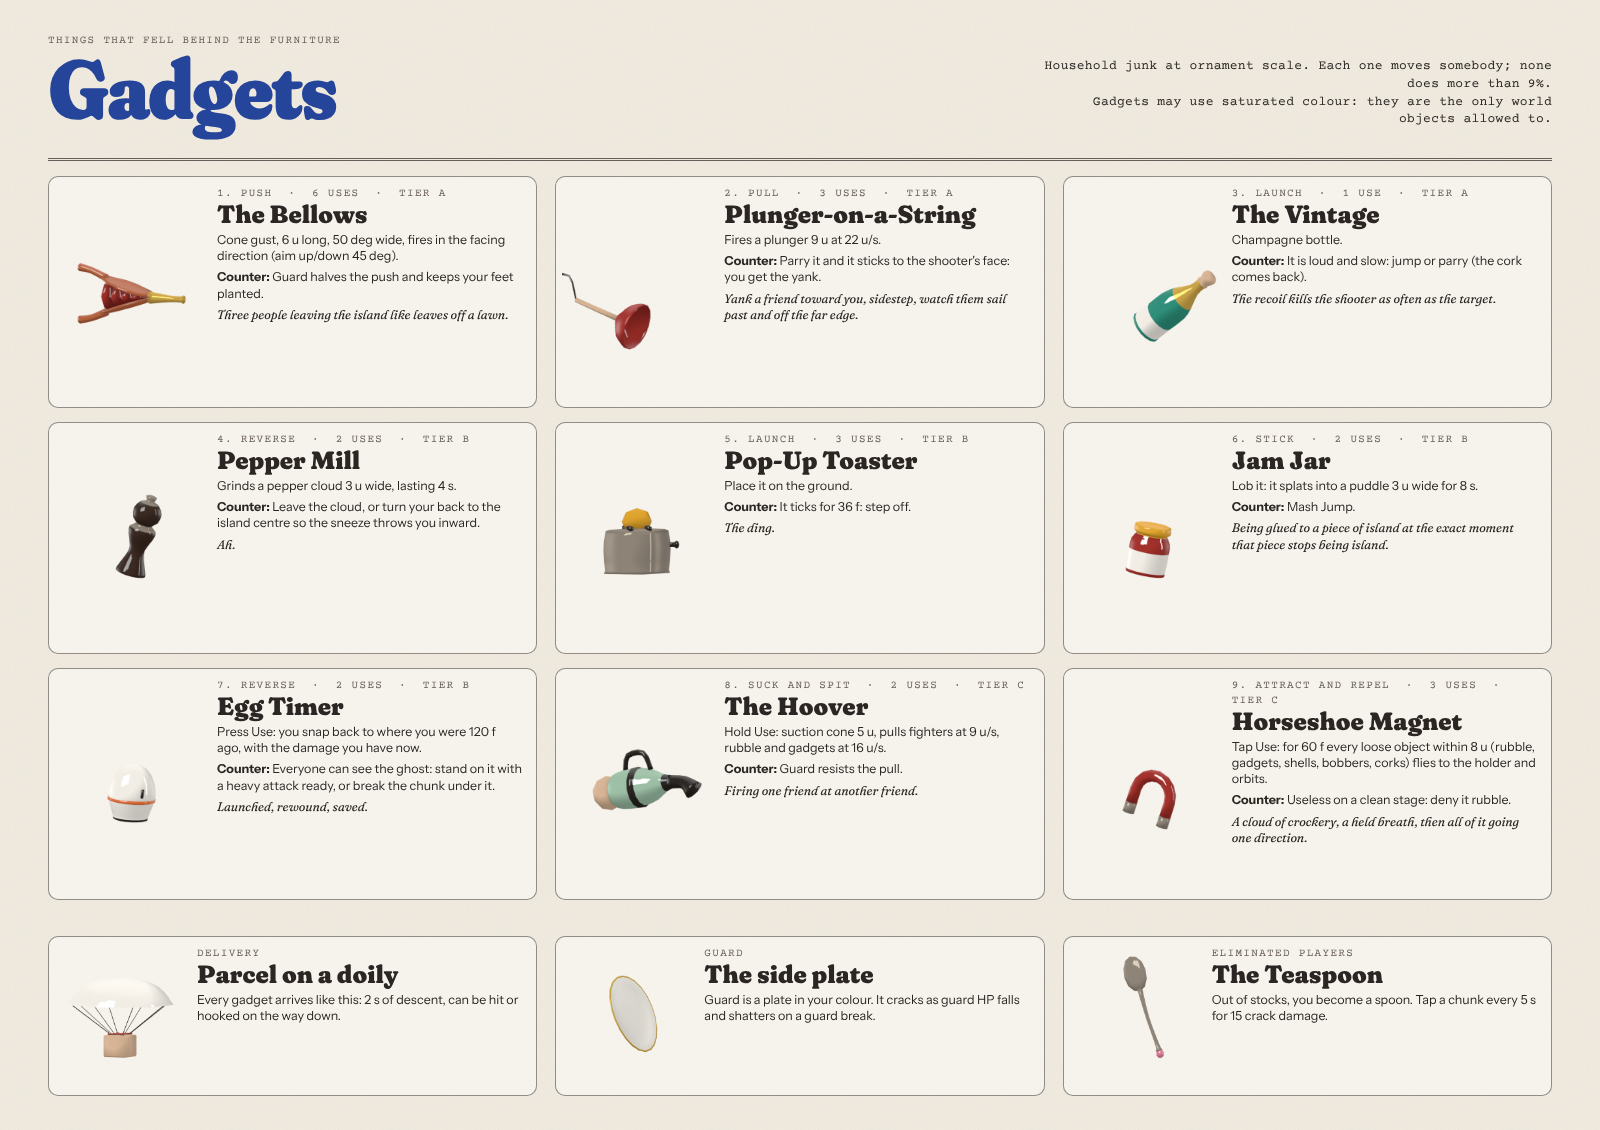 THINGS THAT FELL BEHIND THE FURNITURE
Gadgets
Household junk at ornament scale. Each one moves somebody; none
does more than 9%.
Gadgets may use saturated colour: they are the only world
objects allowed to.
1. PUSH · 6 USES · TIER A
The Bellows
Cone gust, 6 u long, 50 deg wide, fires in the facing
direction (aim up/down 45 deg).
Counter: Guard halves the push and keeps your feet
planted.
Three people leaving the island like leaves off a lawn.
2. PULL · 3 USES · TIER A
Plunger-on-a-String
Fires a plunger 9 u at 22 u/s.
Counter: Parry it and it sticks to the shooter's face:
you get the yank.
Yank a friend toward you, sidestep, watch them sail
past and off the far edge.
3. LAUNCH · 1 USE · TIER A
The Vintage
Champagne bottle.
Counter: It is loud and slow: jump or parry (the cork
comes back).
The recoil kills the shooter as often as the target.
4. REVERSE · 2 USES · TIER B
Pepper Mill
Grinds a pepper cloud 3 u wide, lasting 4 s.
Counter: Leave the cloud, or turn your back to the
island centre so the sneeze throws you inward.
Ah.
5. LAUNCH · 3 USES · TIER B
Pop-Up Toaster
Place it on the ground.
Counter: It ticks for 36 f: step off.
The ding.
6. STICK · 2 USES · TIER B
Jam Jar
Lob it: it splats into a puddle 3 u wide for 8 s.
Counter: Mash Jump.
Being glued to a piece of island at the exact moment
that piece stops being island.
7. REVERSE · 2 USES · TIER B
Egg Timer
Press Use: you snap back to where you were 120 f
ago, with the damage you have now.
Counter: Everyone can see the ghost: stand on it with
a heavy attack ready, or break the chunk under it.
Launched, rewound, saved.
8. SUCK AND SPIT · 2 USES · TIER C
The Hoover
Hold Use: suction cone 5 u, pulls fighters at 9 u/s,
rubble and gadgets at 16 u/s.
Counter: Guard resists the pull.
Firing one friend at another friend.
9. ATTRACT AND REPEL · 3 USES ·
TIER C
Horseshoe Magnet
Tap Use: for 60 f every loose object within 8 u (rubble,
gadgets, shells, bobbers, corks) flies to the holder and
orbits.
Counter: Useless on a clean stage: deny it rubble.
A cloud of crockery, a held breath, then all of it going
one direction.
DELIVERY
Parcel on a doily
Every gadget arrives like this: 2 s of descent, can be hit or
hooked on the way down.
GUARD
The side plate
Guard is a plate in your colour. It cracks as guard HP falls
and shatters on a guard break.
ELIMINATED PLAYERS
The Teaspoon
Out of stocks, you become a spoon. Tap a chunk every 5 s
for 15 crack damage.